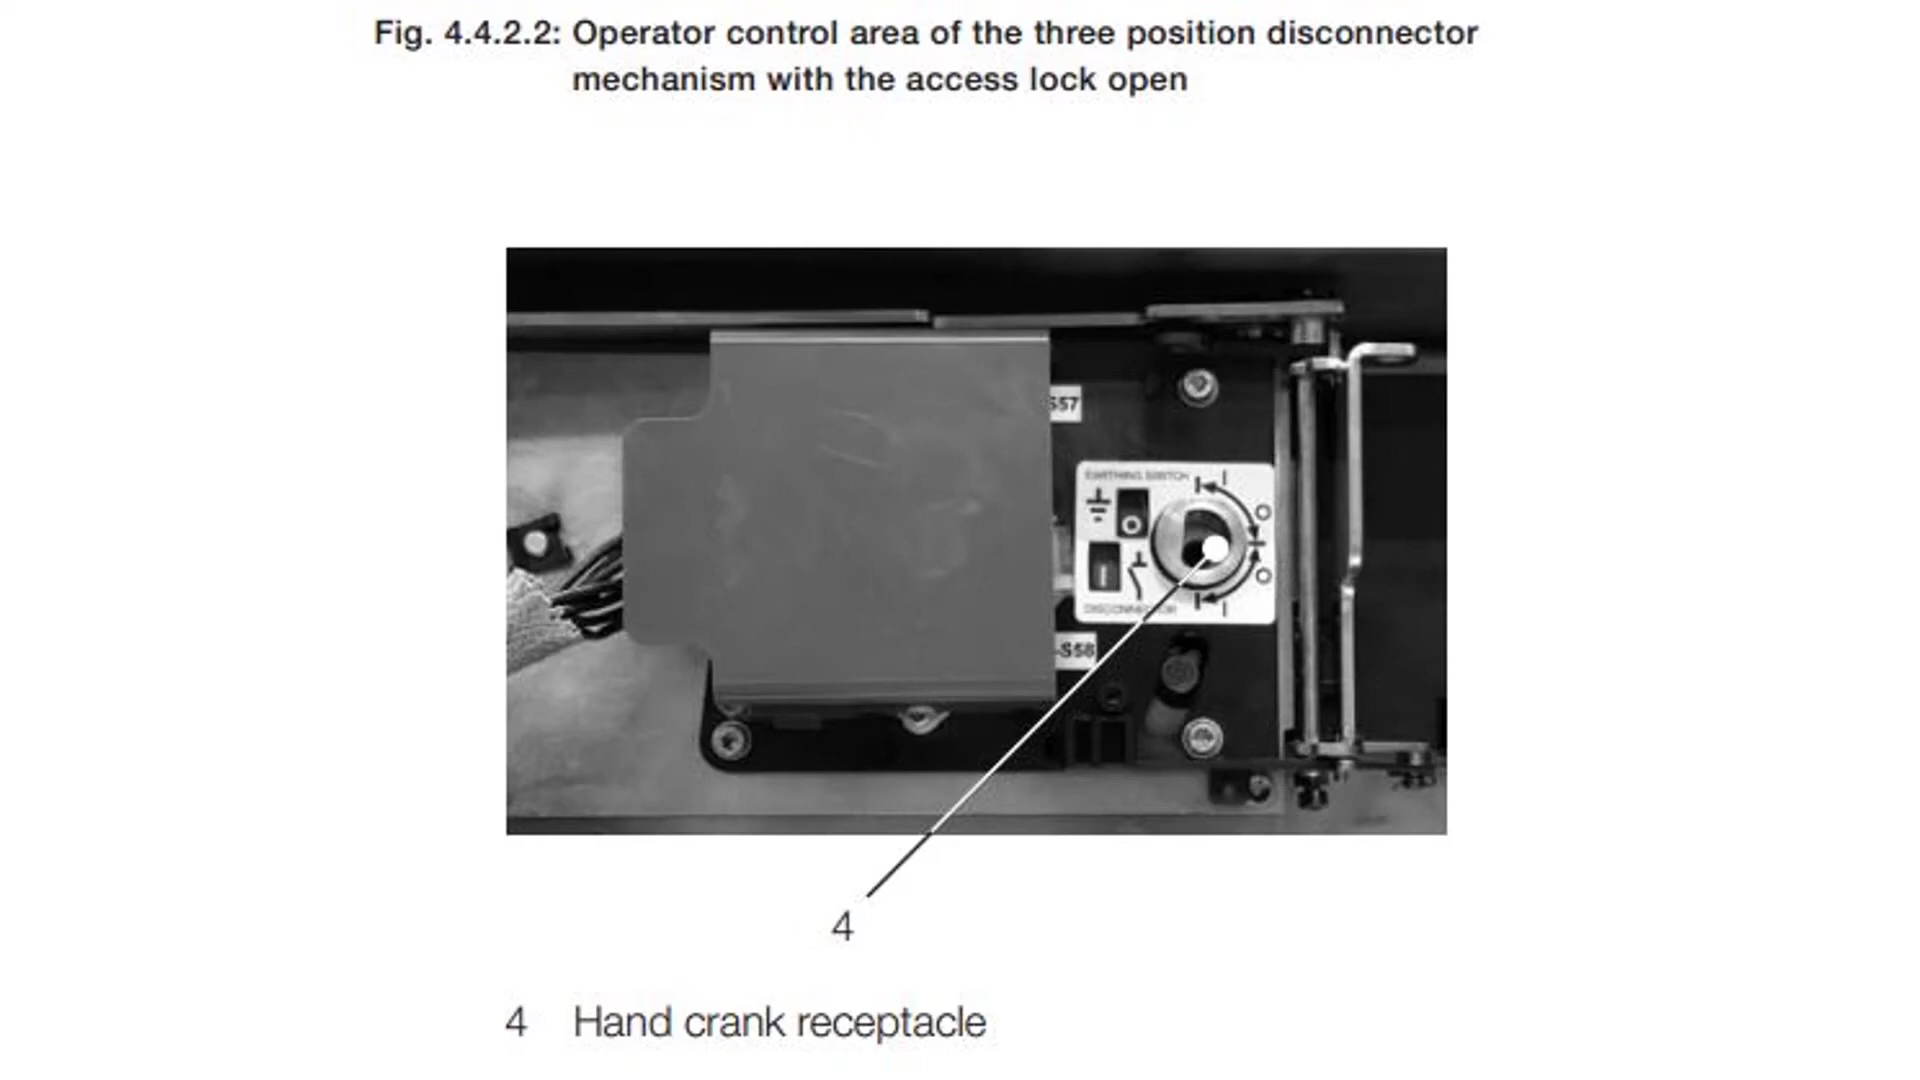 Fig. 4.4.2.2: Operator control area of the three position disconnector
mechanism with the access lock open
S57
EARTHING SWITCH
DISCONNECTOR
-S58
4
4 Hand crank receptacle